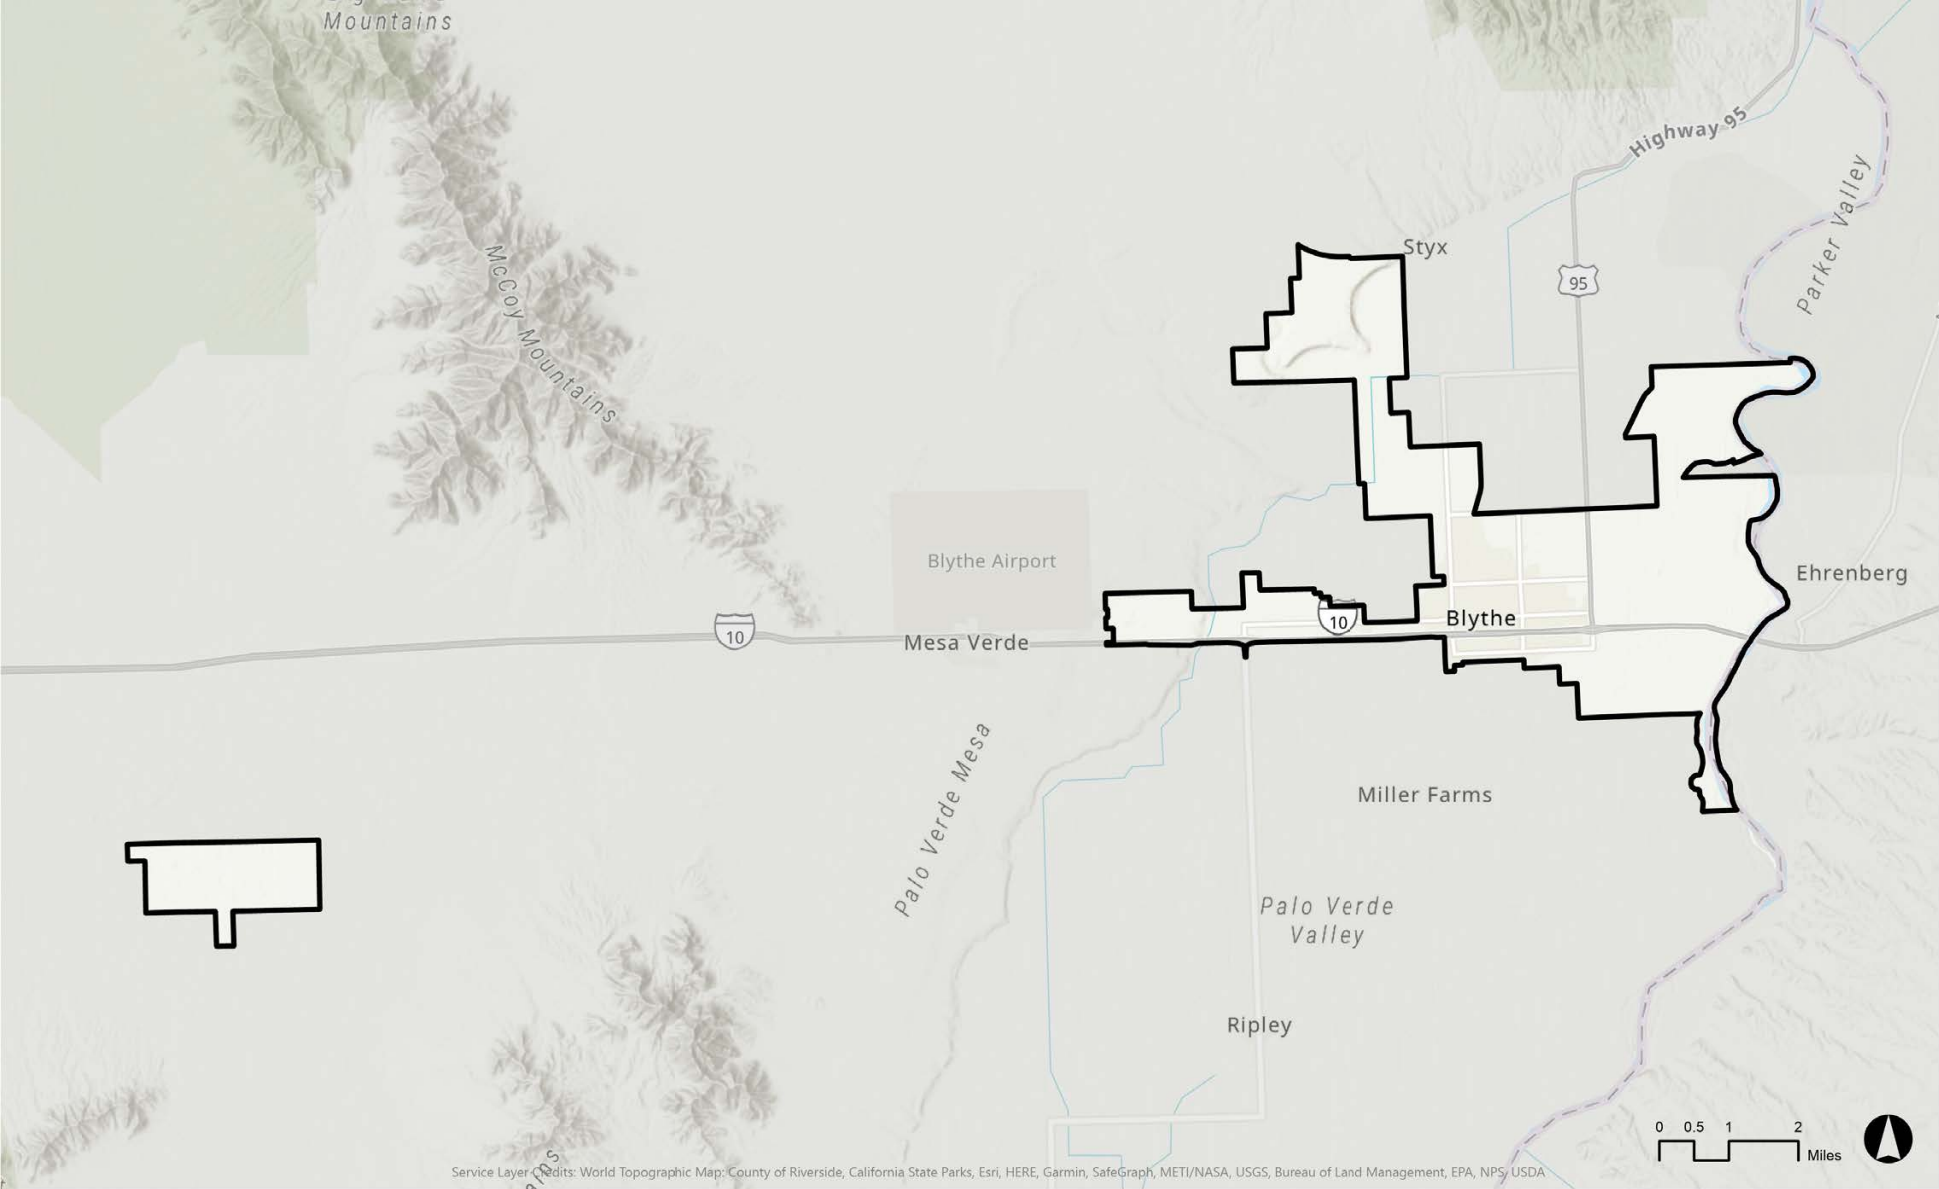 Mountains
Highway 95
Parker Valley
Styx
95
McCoy Mountains
Blythe Airport
Ehrenberg
10
10
Blythe
Mesa Verde
Palo Verde Mesa
Miller Farms
Palo Verde
Valley
Ripley
0 0.5 1 2
Miles
Service Layer Credits: World Topographic Map: County of Riverside, California State Parks, Esri, HERE, Garmin, SafeGraph, METI/NASA, USGS, Bureau of Land Management, EPA, NPS, USDA